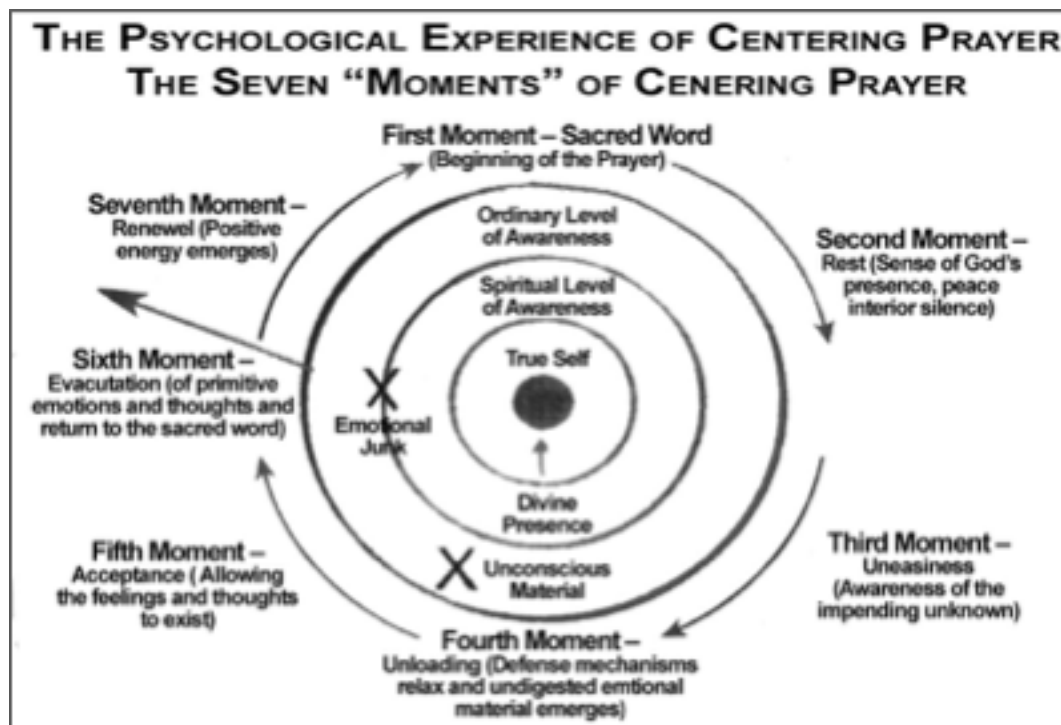 THE PSYCHOLOGICAL EXPERIENCE OF CENTERING PRAYER
THE SEVEN “MOMENTS” OF CENERING PRAYER
First Moment – Sacred Word
(Beginning of the Prayer)
Seventh Moment –
Renewel (Positive
energy emerges)
Ordinary Level
of Awareness
Second Moment –
Rest (Sense of God's
presence, peace
interior silence)
Spiritual Level
of Awareness
True Self
Sixth Moment –
Evacutation (of primitive
emotions and thoughts and
return to the sacred word)
X
Emotional
Junk
Divine
Presence
Fifth Moment –
Acceptance ( Allowing
the feelings and thoughts
to exist)
X
Unconscious
Material
Third Moment –
Uneasiness
(Awareness of the
impending unknown)
Fourth Moment –
Unloading (Defense mechanisms
relax and undigested emtional
material emerges)